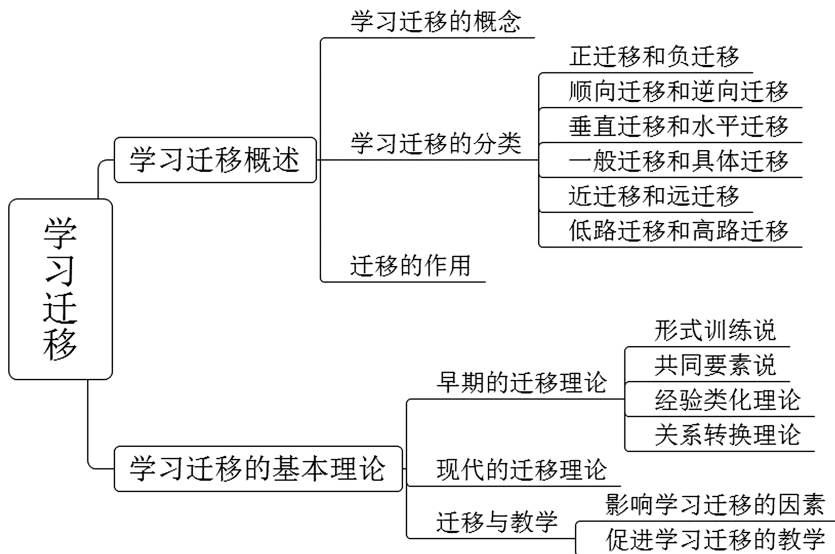 学习迁移
学习迁移概述
学习迁移的概念
学习迁移的分类
正迁移和负迁移
顺向迁移和逆向迁移
垂直迁移和水平迁移
一般迁移和具体迁移
近迁移和远迁移
低路迁移和高路迁移
迁移的作用
学习迁移的基本理论
早期的迁移理论
形式训练说
共同要素说
经验类化理论
关系转换理论
现代的迁移理论
迁移与教学
影响学习迁移的因素
促进学习迁移的教学